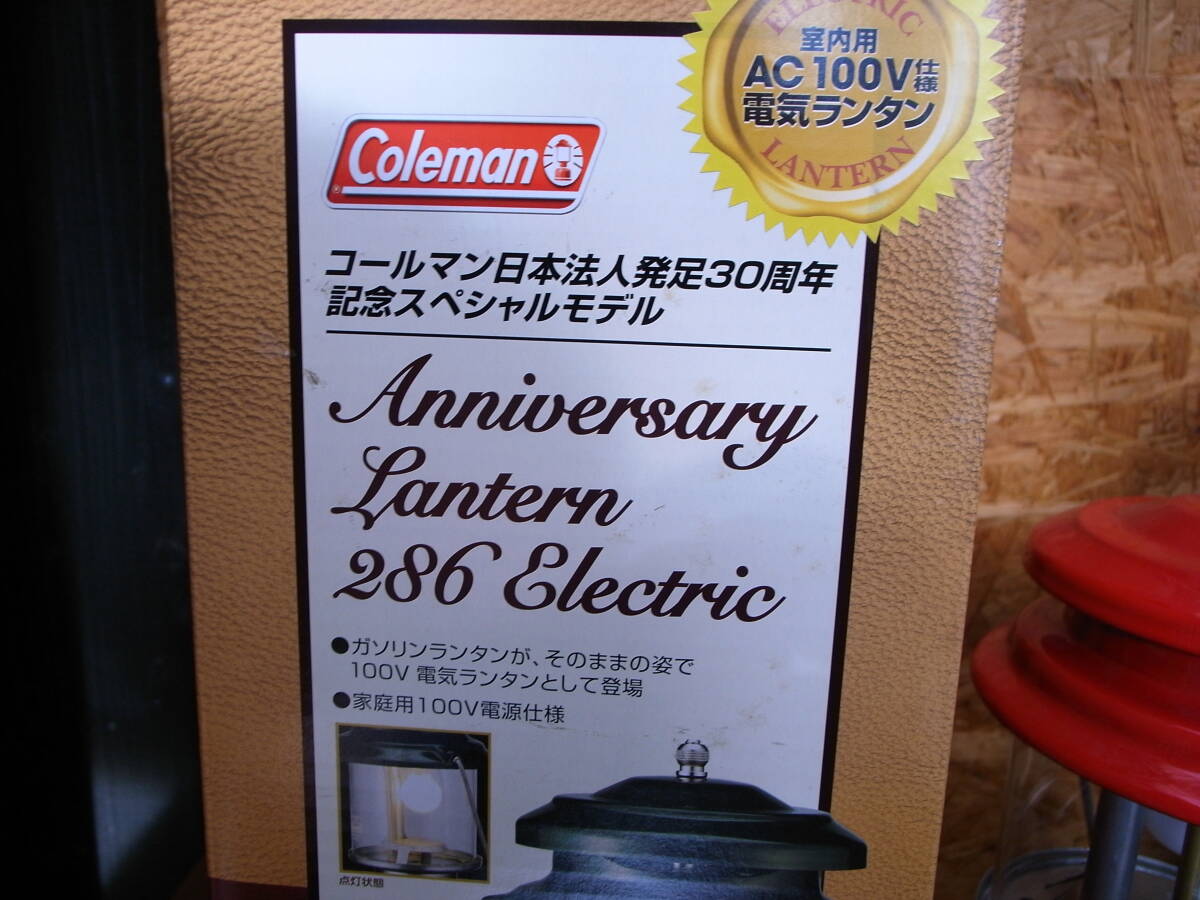 ELECTRIC
室内用
AC100V仕様
電気ランタン
LANTERN
Coleman
®
コールマン日本法人発足30周年
記念スペシャルモデル
Anniversary
Lantern
286 Electric
●ガソリンランタンが、そのままの姿で
100V 電気ランタンとして登場
●家庭用100V電源仕様
点灯状態